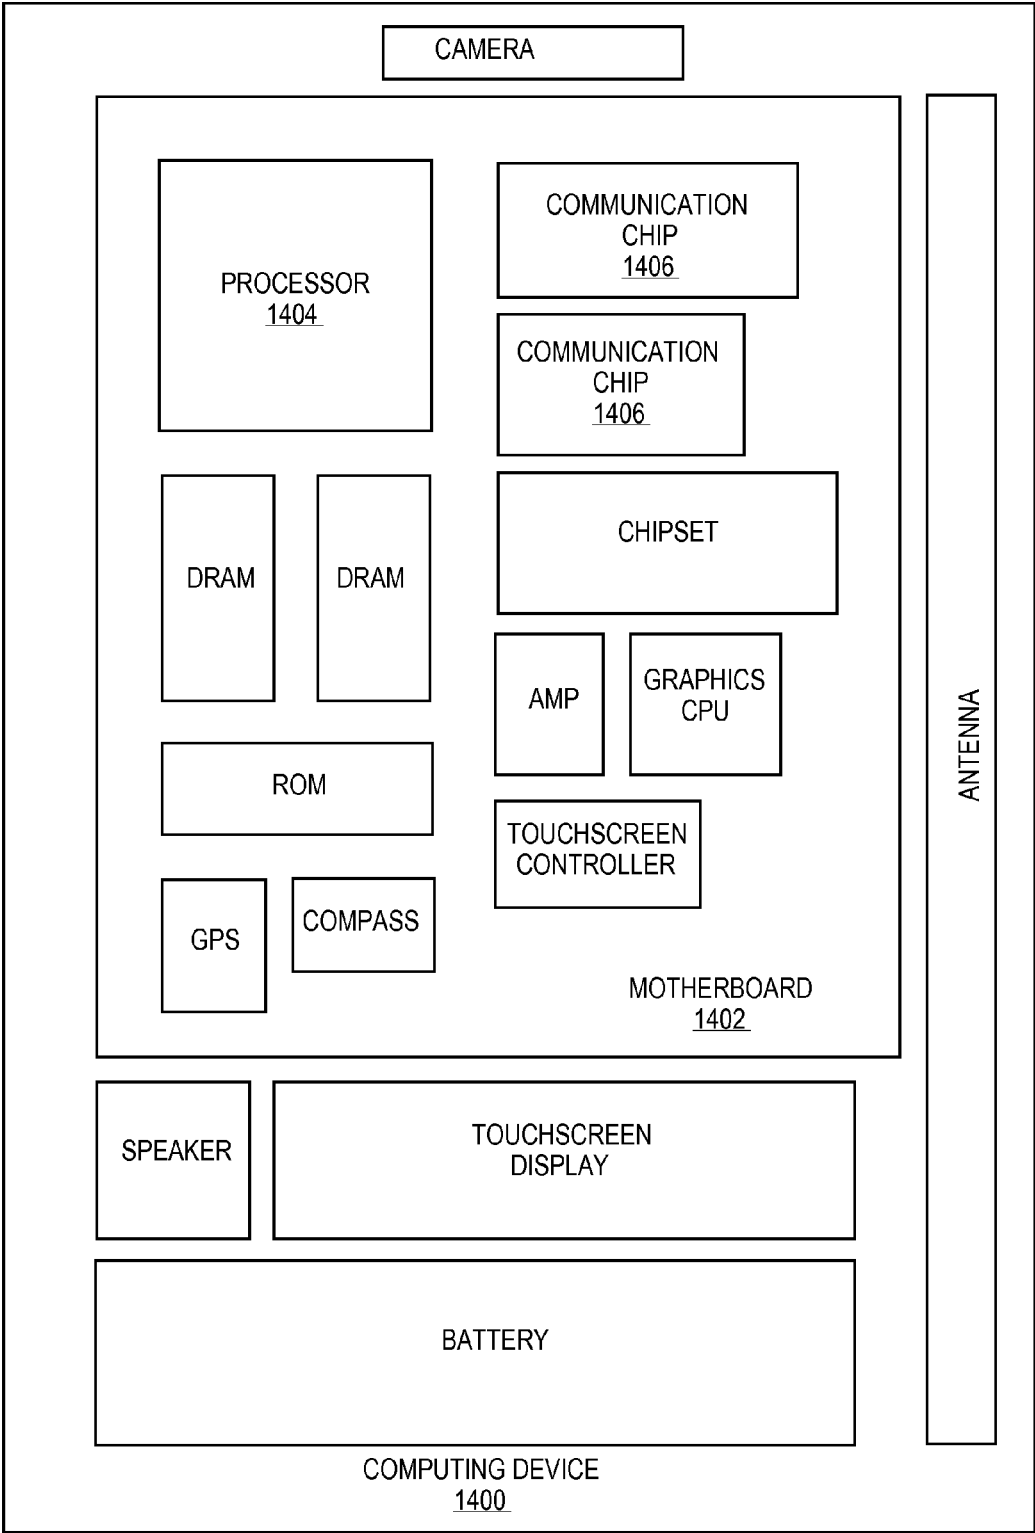 CAMERA
PROCESSOR
1404
COMMUNICATION
CHIP
1406
COMMUNICATION
CHIP
1406
DRAM
DRAM
CHIPSET
AMP
GRAPHICS
CPU
ROM
TOUCHSCREEN
CONTROLLER
GPS
COMPASS
MOTHERBOARD
1402
ANTENNA
SPEAKER
TOUCHSCREEN
DISPLAY
BATTERY
COMPUTING DEVICE
1400